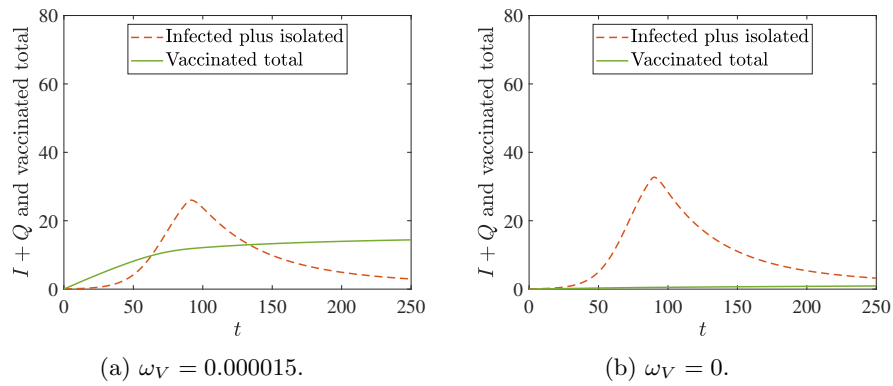 I + Q and vaccinated total
80
60
40
20
0
Infected plus isolated
Vaccinated total
0 50 100 150 200 250
t
(a) ω_V = 0.000015.
I + Q and vaccinated total
80
60
40
20
0
Infected plus isolated
Vaccinated total
0 50 100 150 200 250
t
(b) ω_V = 0.